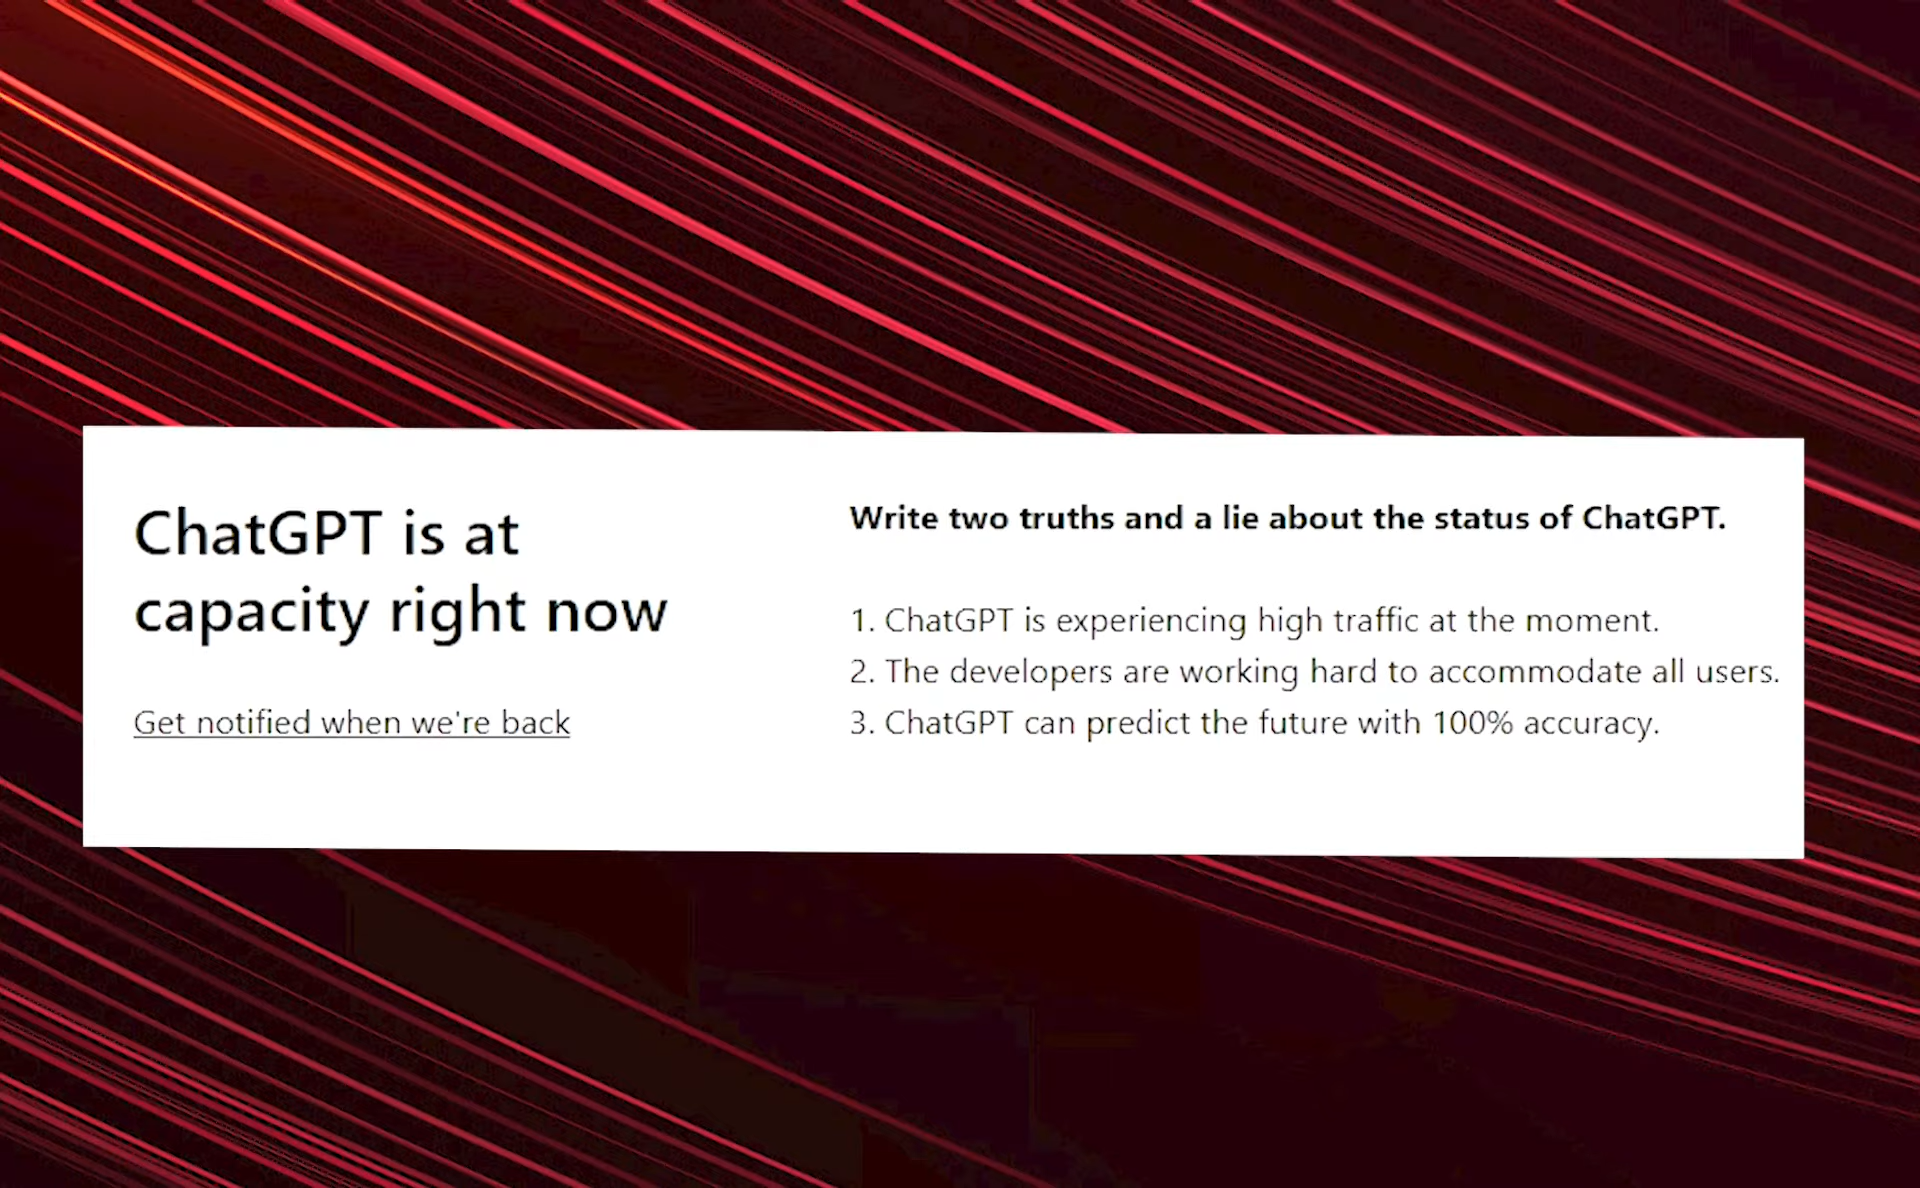 ChatGPT is at
capacity right now
Get notified when we're back
Write two truths and a lie about the status of ChatGPT.
1. ChatGPT is experiencing high traffic at the moment.
2. The developers are working hard to accommodate all users.
3. ChatGPT can predict the future with 100% accuracy.